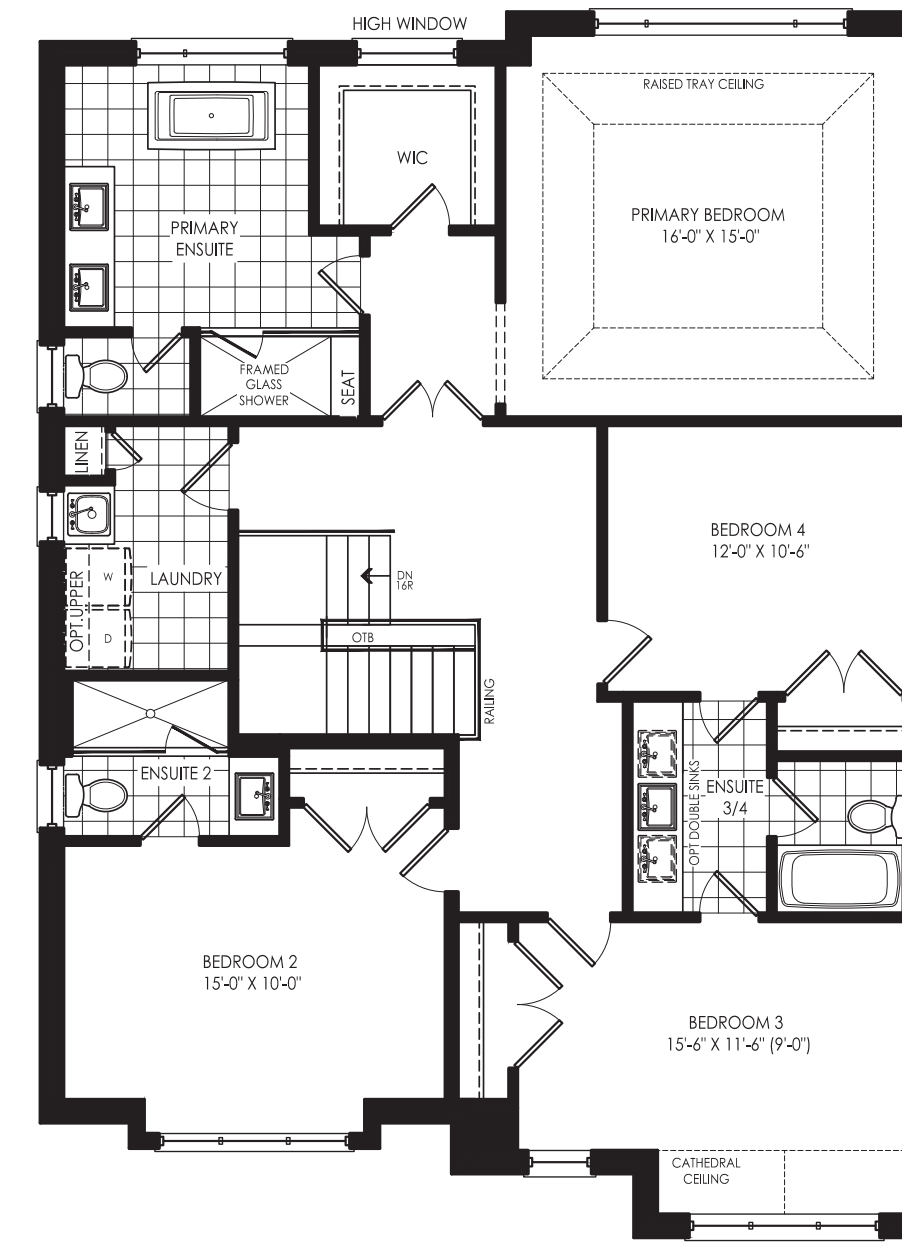 HIGH WINDOW
RAISED TRAY CEILING
WIC
PRIMARY BEDROOM
16'-0" X 15'-0"
PRIMARY
ENSUITE
FRAMED
GLASS
SHOWER
SEAT
LINEN
BEDROOM 4
12'-0" X 10'-6"
OPT.UPPER
W
D
LAUNDRY
DN
16R
OTB
RAILING
ENSUITE 2
OPT DOUBLE SINKS
ENSUITE
3/4
BEDROOM 2
15'-0" X 10'-0"
BEDROOM 3
15'-6" X 11'-6" (9'-0")
CATHEDRAL
CEILING